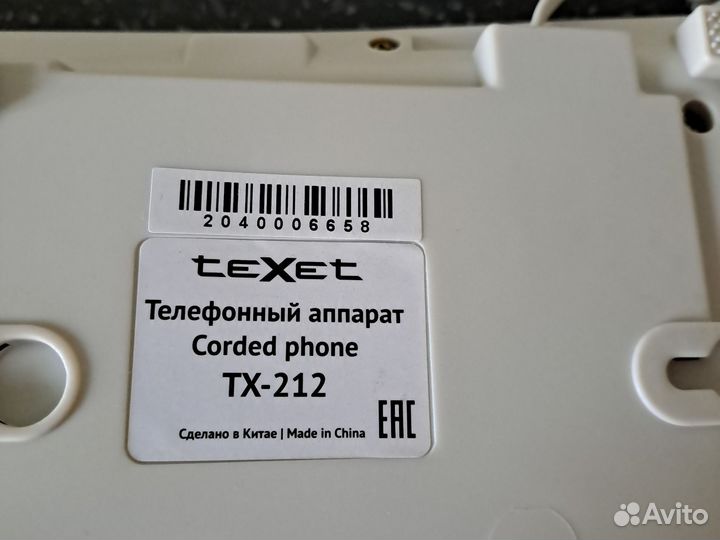 2040006658
teXet
Телефонный аппарат
Corded phone
TX-212
Сделано в Китае | Made in China
EAC
Avito